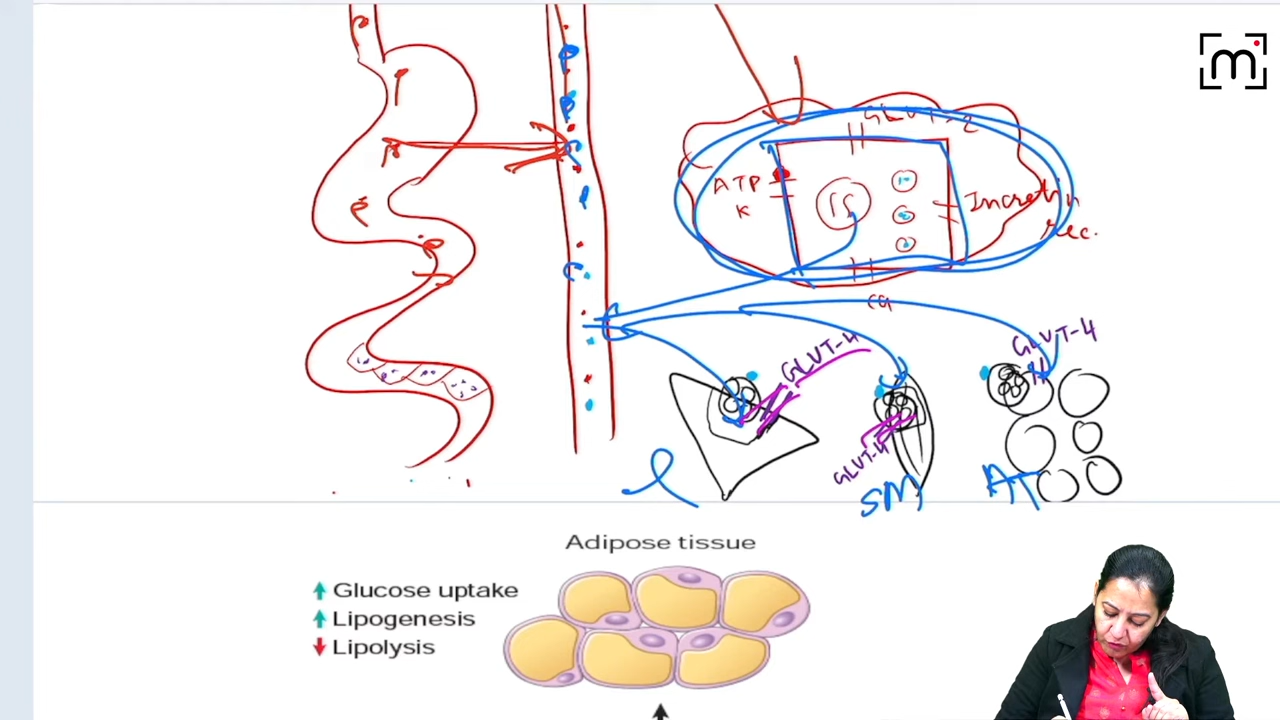 m
GLUT-2
ATP
K
Incretin
rec.
Ca
GLUT-4
GLUT-4
GLUT-4
L
SM
AT
Adipose tissue
Glucose uptake
Lipogenesis
Lipolysis